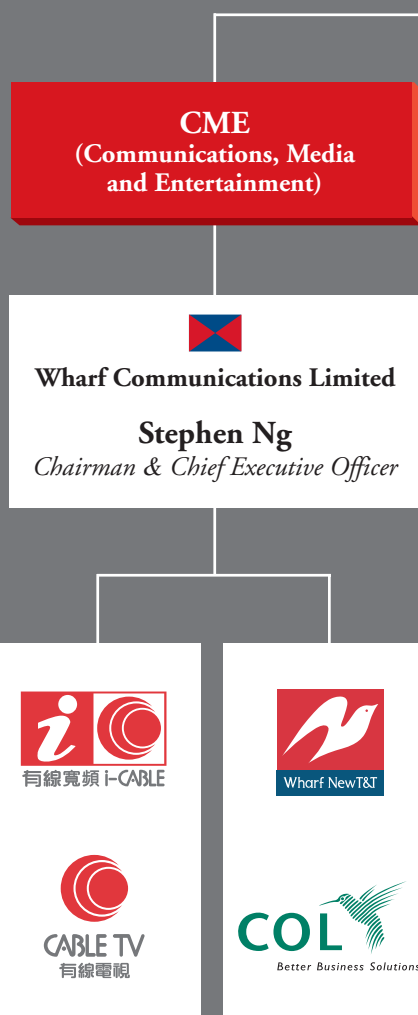 CME
(Communications, Media
and Entertainment)
Wharf Communications Limited
Stephen Ng
Chairman & Chief Executive Officer
i
有線寬頻 i-CABLE
CABLE TV
有線電視
Wharf NewT&T
COL
Better Business Solutions